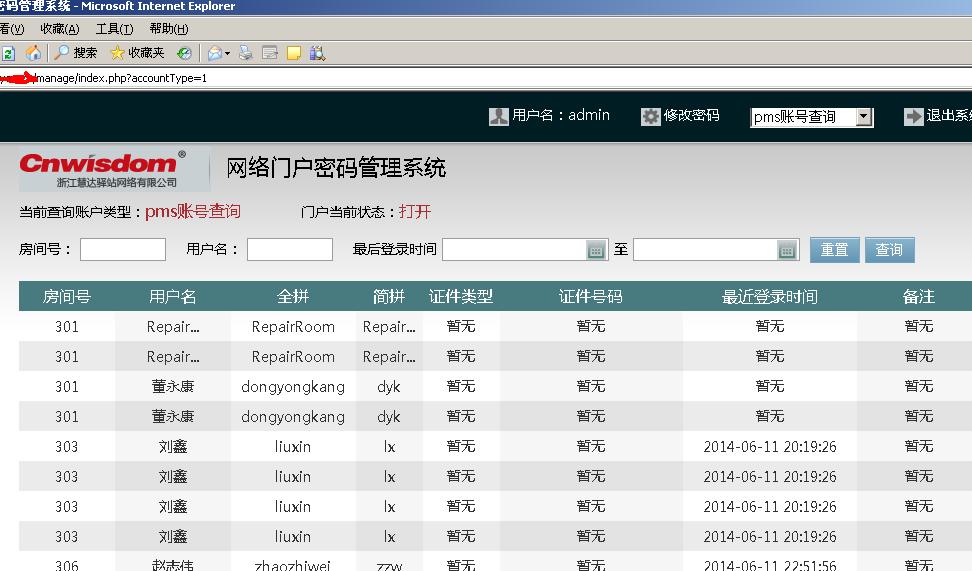 密码管理系统 - Microsoft Internet Explorer
看(V) 收藏(A) 工具(T) 帮助(H)
搜索 收藏夹
/manage/index.php?accountType=1
用户名：admin 修改密码 pms账号查询 退出系统
Cnwisdom® 网络门户密码管理系统
浙江慧达驿站网络有限公司
当前查询账户类型：pms账号查询 门户当前状态：打开
房间号： 用户名： 最后登录时间 至 重置 查询
房间号 用户名 全拼 简拼 证件类型 证件号码 最近登录时间 备注
301 Repair... RepairRoom Repair... 暂无 暂无 暂无 暂无
301 Repair... RepairRoom Repair... 暂无 暂无 暂无 暂无
301 董永康 dongyongkang dyk 暂无 暂无 暂无 暂无
301 董永康 dongyongkang dyk 暂无 暂无 暂无 暂无
303 刘鑫 liuxin lx 暂无 暂无 2014-06-11 20:19:26 暂无
303 刘鑫 liuxin lx 暂无 暂无 2014-06-11 20:19:26 暂无
303 刘鑫 liuxin lx 暂无 暂无 2014-06-11 20:19:26 暂无
303 刘鑫 liuxin lx 暂无 暂无 2014-06-11 20:19:26 暂无
306 赵志伟 zhaozhiwei zzw 暂无 暂无 2014-06-11 22:51:56 暂无